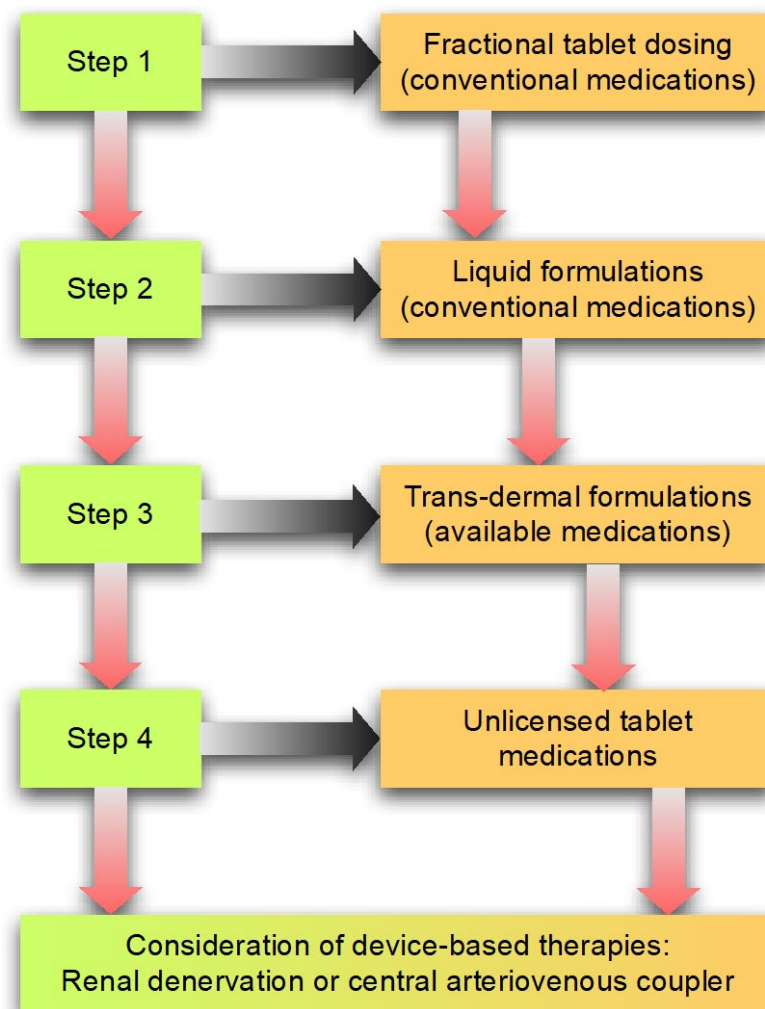 Step 1
Fractional tablet dosing
(conventional medications)
Step 2
Liquid formulations
(conventional medications)
Step 3
Trans-dermal formulations
(available medications)
Step 4
Unlicensed tablet
medications
Consideration of device-based therapies:
Renal denervation or central arteriovenous coupler